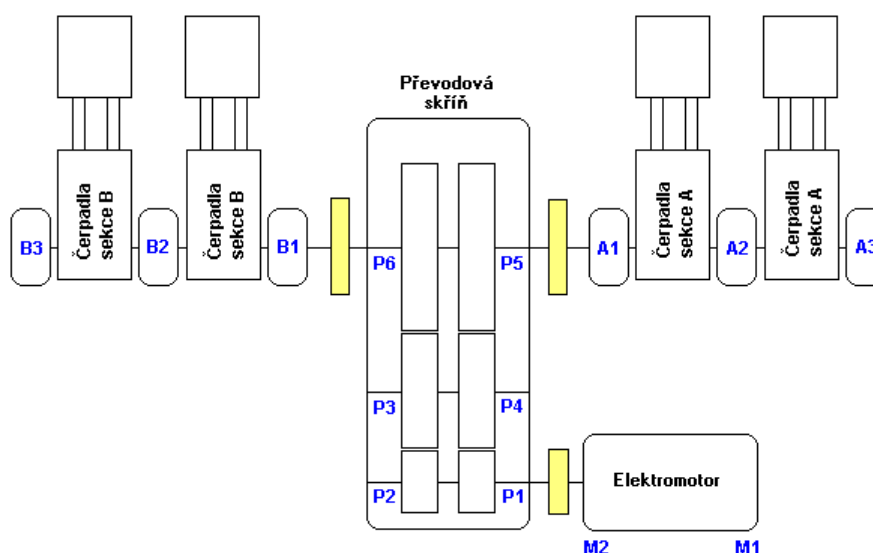 Převodová
skříň
Čerpadla
sekce B
Čerpadla
sekce B
Čerpadla
sekce A
Čerpadla
sekce A
B3
B2
B1
P6
P5
A1
A2
A3
P3
P4
Elektromotor
P2
P1
M2
M1